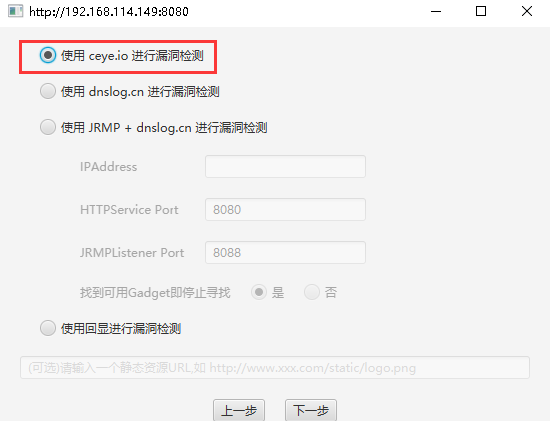 http://192.168.114.149:8080
使用 ceye.io 进行漏洞检测
使用 dnslog.cn 进行漏洞检测
使用 JRMP + dnslog.cn 进行漏洞检测
IPAddress
HTTPService Port 8080
JRMPListener Port 8088
找到可用Gadget即停止寻找 是 否
使用回显进行漏洞检测
(可选)请输入一个静态资源URL,如 http://www.xxx.com/static/logo.png
上一步 下一步